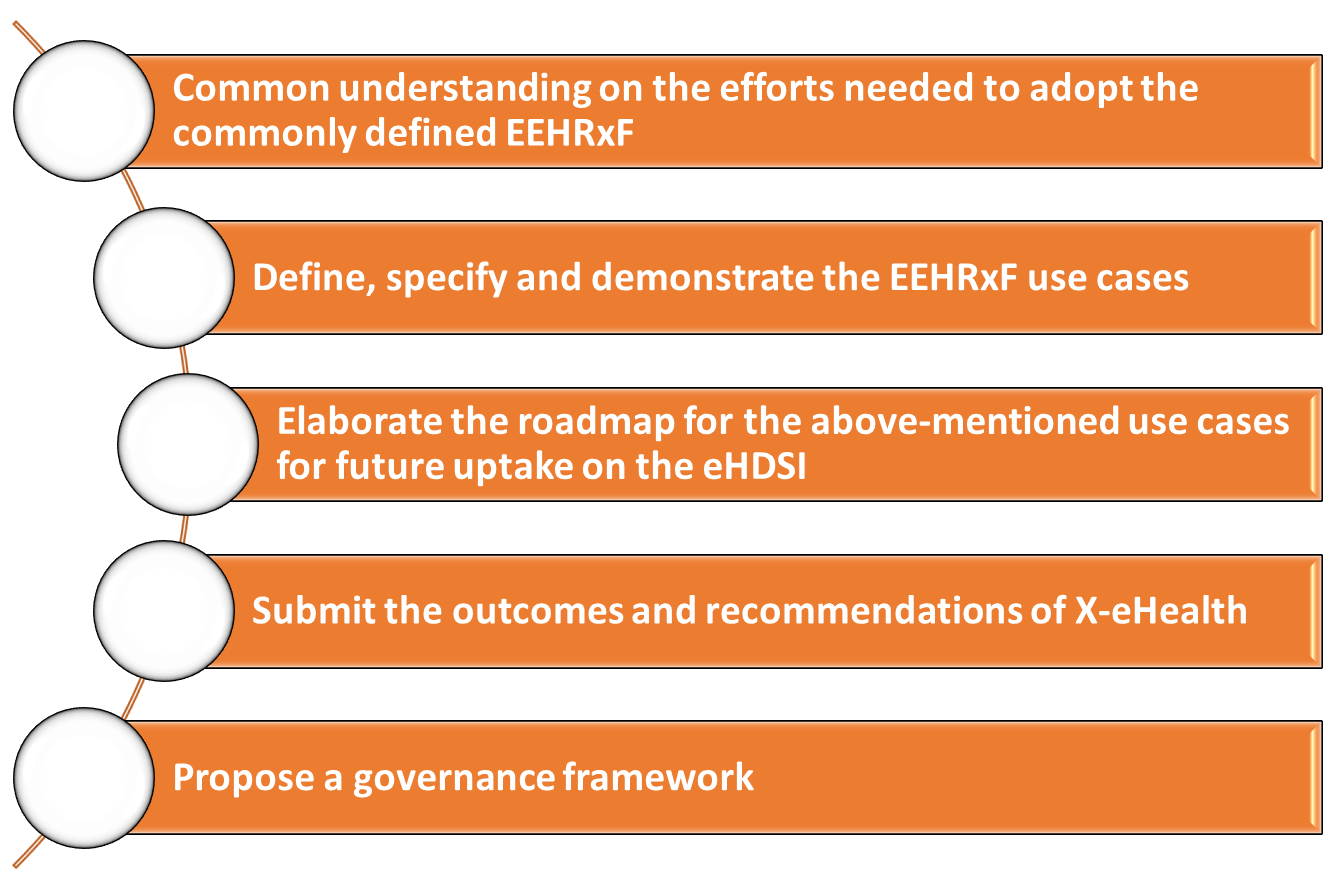 Common understanding on the efforts needed to adopt the
commonly defined EEHRxF
Define, specify and demonstrate the EEHRxF use cases
Elaborate the roadmap for the above-mentioned use cases
for future uptake on the eHDSI
Submit the outcomes and recommendations of X-eHealth
Propose a governance framework